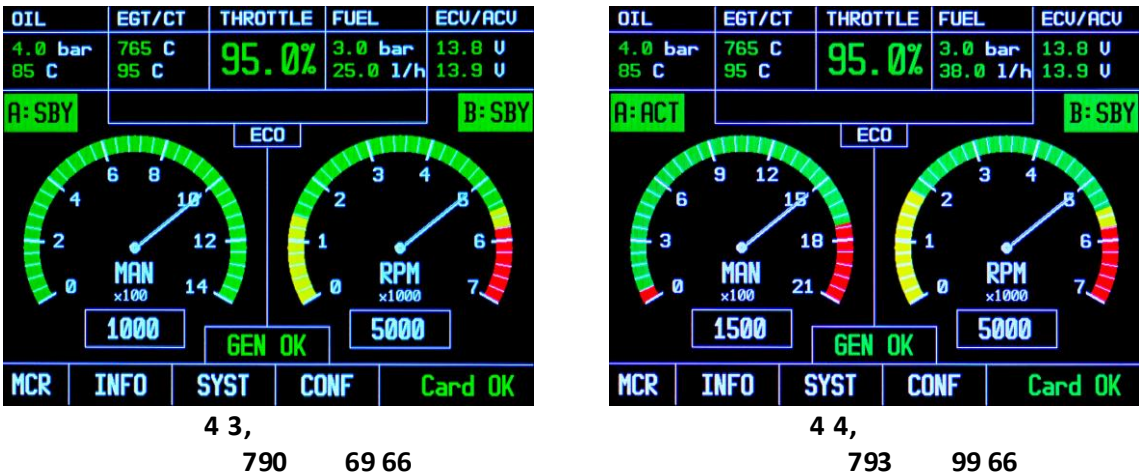 OIL EGT/CT THROTTLE FUEL ECV/ACV
4.0 bar 765 C 95.0% 3.0 bar 13.8 V
85 C 95 C 25.0 l/h 13.9 V
A:SBY B:SBY
ECO
0 2 4 6 8 10 12 14
MAN
x100
0 1 2 3 4 5 6 7
RPM
x1000
1000 5000
GEN OK
MCR INFO SYST CONF Card OK
4 3,
790 69 66
OIL EGT/CT THROTTLE FUEL ECV/ACV
4.0 bar 765 C 95.0% 3.0 bar 13.8 V
85 C 95 C 38.0 l/h 13.9 V
A:ACT B:SBY
ECO
0 3 6 9 12 15 18 21
MAN
x100
0 1 2 3 4 5 6 7
RPM
x1000
1500 5000
GEN OK
MCR INFO SYST CONF Card OK
4 4,
793 99 66